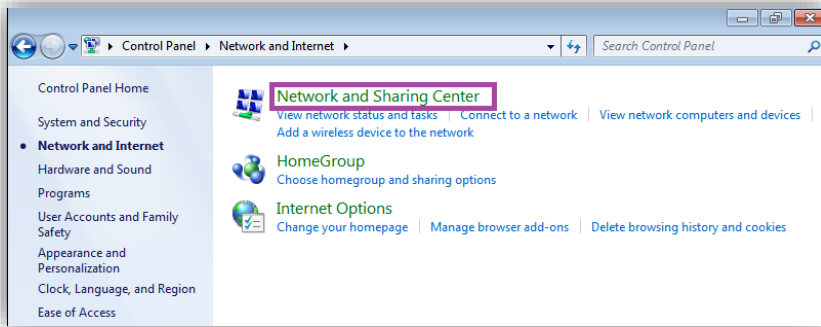 Control Panel Network and Internet
Search Control Panel
Control Panel Home
System and Security
Network and Internet
Hardware and Sound
Programs
User Accounts and Family
Safety
Appearance and
Personalization
Clock, Language, and Region
Ease of Access
Network and Sharing Center
View network status and tasks | Connect to a network | View network computers and devices |
Add a wireless device to the network
HomeGroup
Choose homegroup and sharing options
Internet Options
Change your homepage | Manage browser add-ons | Delete browsing history and cookies